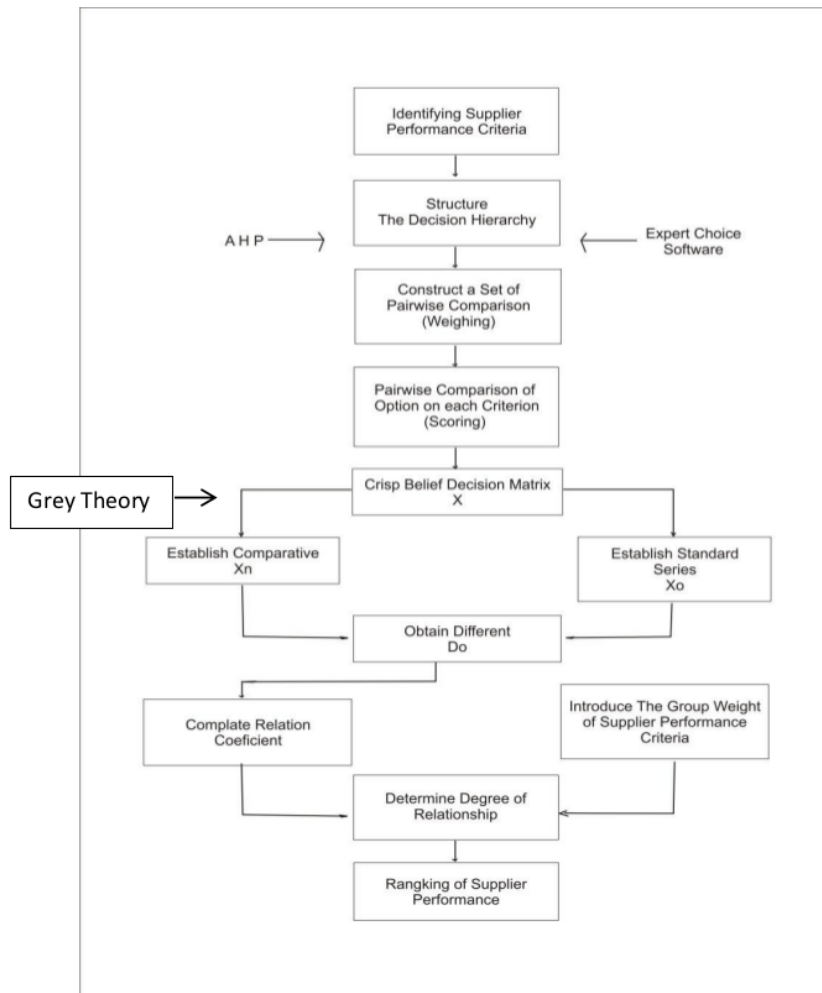 Identifying Supplier
Performance Criteria
Structure
The Decision Hierarchy
A H P
Expert Choice
Software
Construct a Set of
Pairwise Comparison
(Weighing)
Pairwise Comparison of
Option on each Criterion
(Scoring)
Grey Theory
Crisp Belief Decision Matrix
X
Establish Comparative
Xn
Establish Standard
Series
Xo
Obtain Different
Do
Complate Relation
Coeficient
Introduce The Group Weight
of Supplier Performance
Criteria
Determine Degree of
Relationship
Rangking of Supplier
Performance